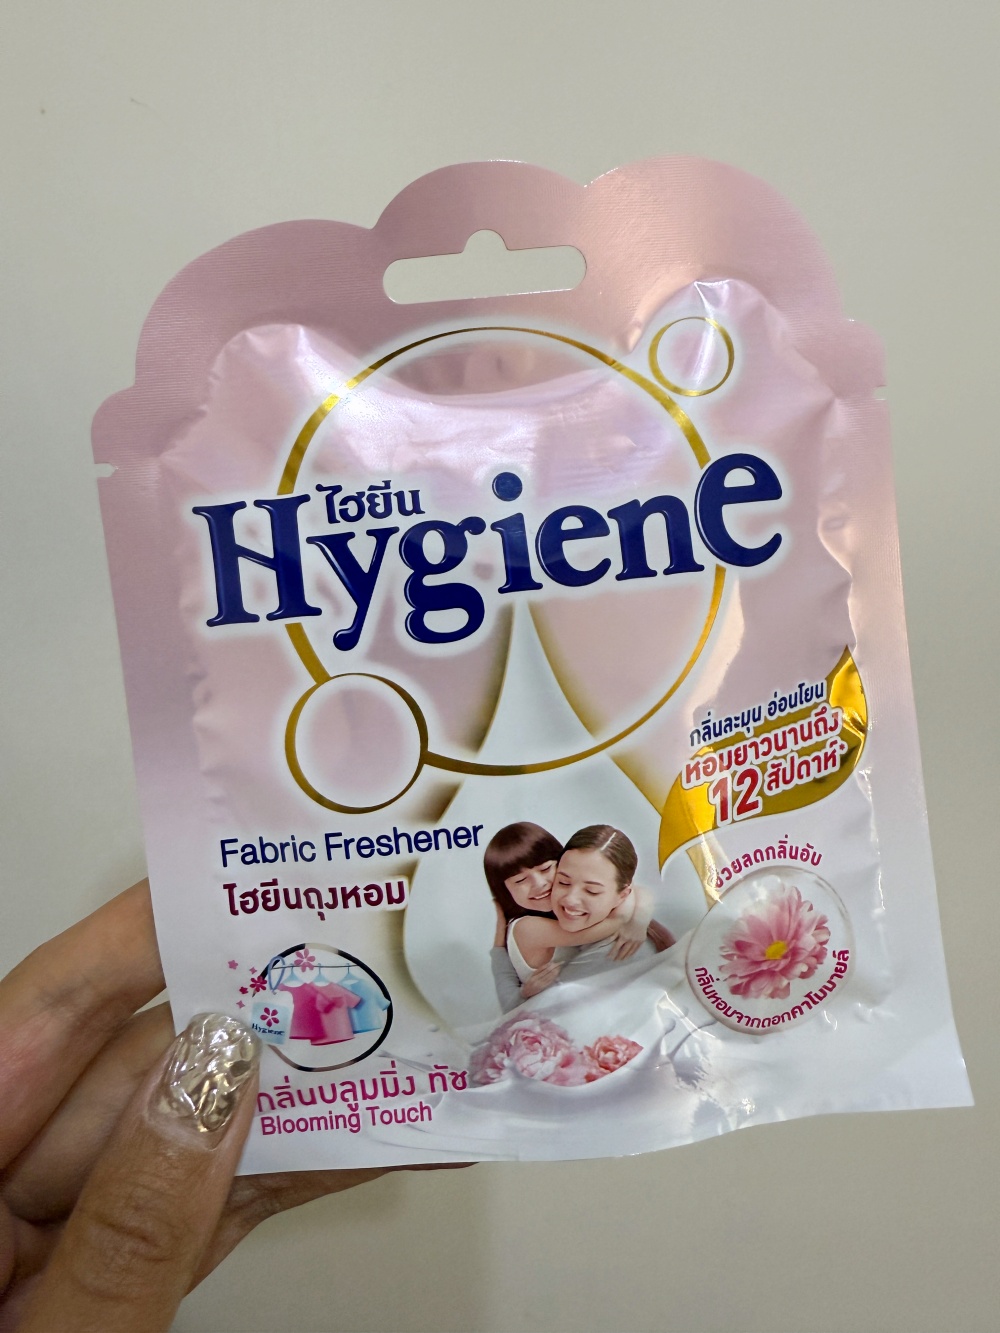 ไฮยีน
Hygiene
กลิ่นละมุน อ่อนโยน
หอมยาวนานถึง
12 สัปดาห์*
Fabric Freshener
ไฮยีนถุงหอม
ช่วยลดกลิ่นอับ
กลิ่นหอมจากดอกคาโมมายล์
Hygiene
กลิ่นบลูมมิ่ง ทัช
Blooming Touch